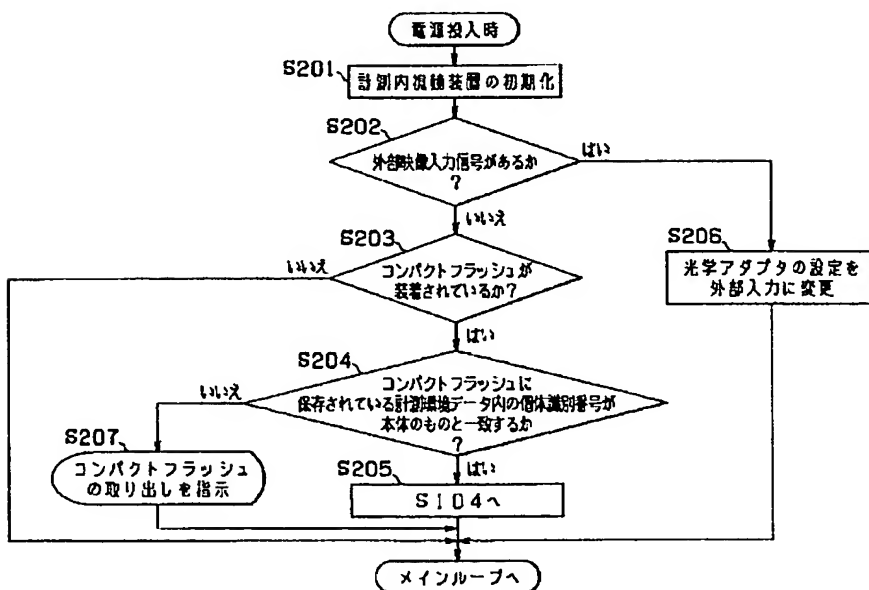 電源投入時
S201
計測内視鏡装置の初期化
S202
外部映像入力信号があるか
?
はい
いいえ
S203
いいえ
コンパクトフラッシュが
装着されているか?
S206
光学アダプタの設定を
外部入力に変更
はい
S204
いいえ
コンパクトフラッシュに
保存されている計測環境データ内の個体識別番号が
本体のものと一致するか
?
S207
コンパクトフラッシュ
の取り出しを指示
はい
S205
S104へ
メインループへ